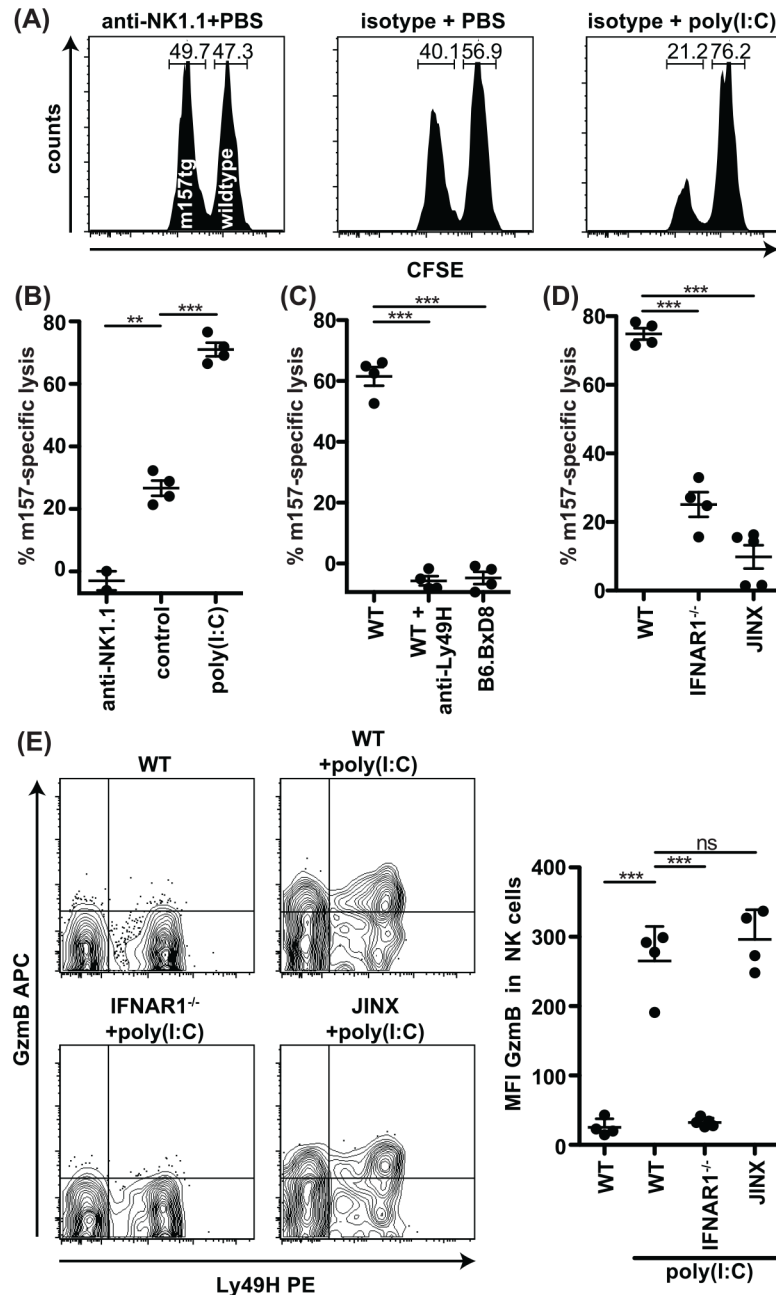 (A)
anti-NK1.1+PBS
isotype + PBS
isotype + poly(I:C)
49.7 47.3
40.1 56.9
21.2 76.2
counts
m157tg
wildtype
CFSE
(B)
% m157-specific lysis
80
60
40
20
0
** ***
anti-NK1.1
control
poly(I:C)
(C)
% m157-specific lysis
80
60
40
20
0
***
***
WT
WT +
anti-Ly49H
B6.BxD8
(D)
% m157-specific lysis
80
60
40
20
0
***
***
WT
IFNAR1-/-
JINX
(E)
WT
WT
+poly(I:C)
IFNAR1-/-
+poly(I:C)
JINX
+poly(I:C)
GzmB APC
Ly49H PE
MFI GzmB in NK cells
400
300
200
100
0
ns
***
***
WT
WT
IFNAR1-/-
JINX
poly(I:C)